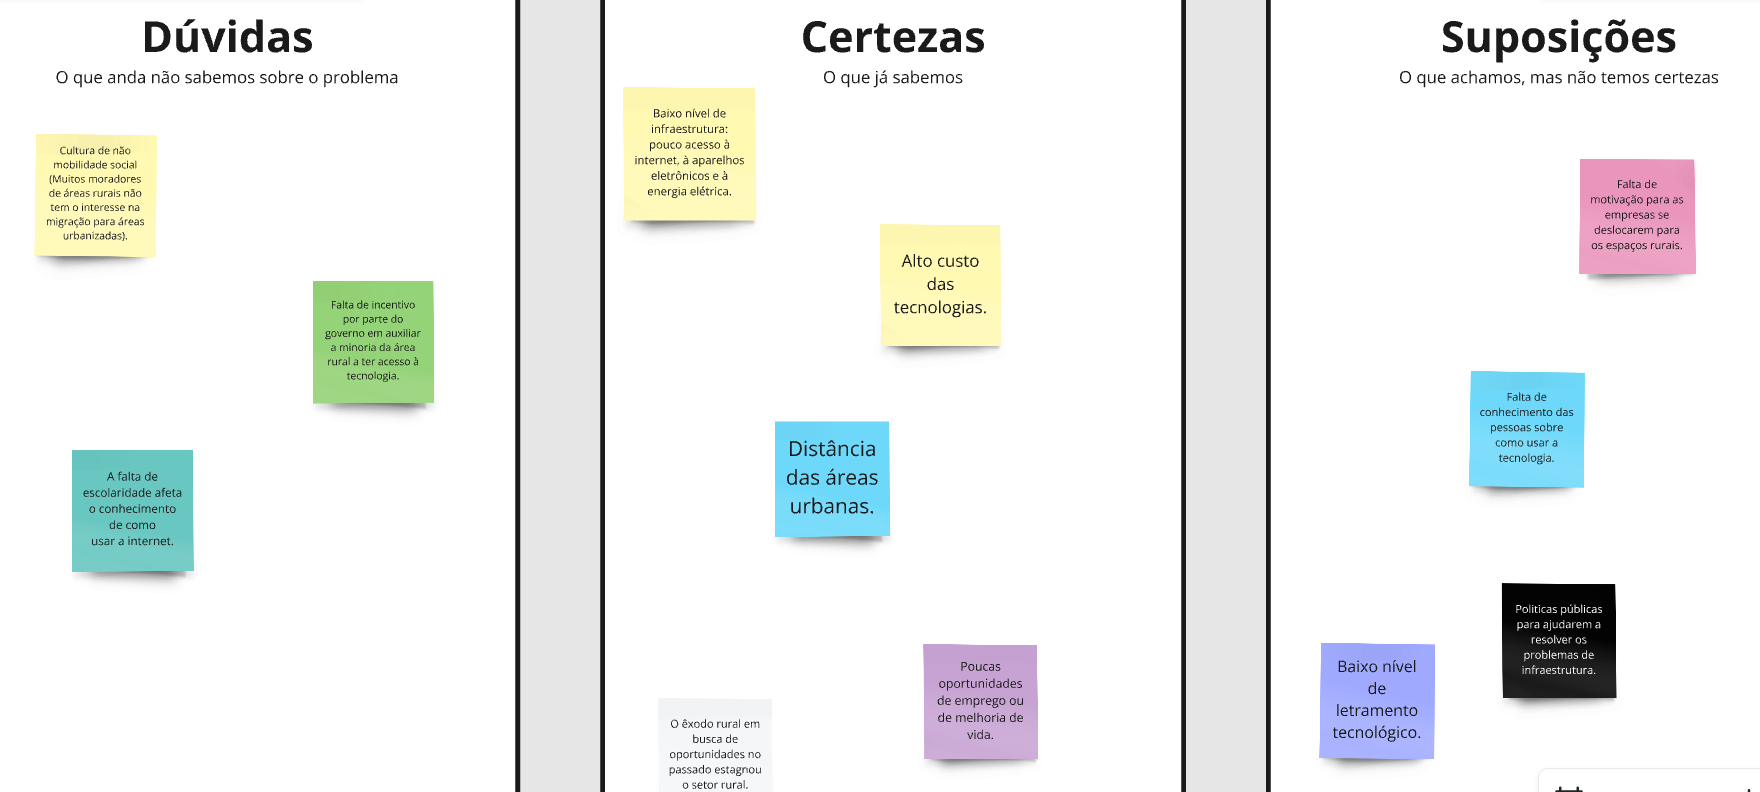 Dúvidas
O que anda não sabemos sobre o problema
Cultura de não
mobilidade social
(Muitos moradores
de áreas rurais não
tem o interesse na
migração para áreas
urbanizadas).
Falta de incentivo
por parte do
governo em auxiliar
a minoria da área
rural a ter acesso à
tecnologia.
A falta de
escolaridade afeta
o conhecimento
de como
usar a internet.
Certezas
O que já sabemos
Baixo nível de
infraestrutura:
pouco acesso à
internet, à aparelhos
eletrônicos e à
energia elétrica.
Alto custo
das
tecnologias.
Distância
das áreas
urbanas.
Poucas
oportunidades
de emprego ou
de melhoria de
vida.
O êxodo rural em
busca de
oportunidades no
passado estagnou
o setor rural.
Suposições
O que achamos, mas não temos certezas
Falta de
motivação para as
empresas se
deslocarem para
os espaços rurais.
Falta de
conhecimento das
pessoas sobre
como usar a
tecnologia.
Políticas públicas
para ajudarem a
resolver os
problemas de
infraestrutura.
Baixo nível
de
letramento
tecnológico.